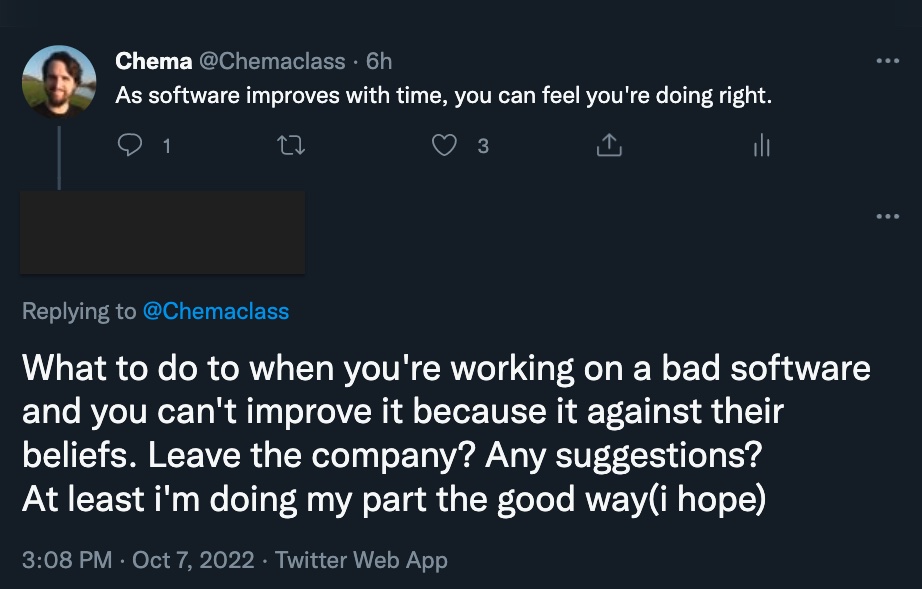 Chema @Chemaclass · 6h
As software improves with time, you can feel you're doing right.
1 3
Replying to @Chemaclass
What to do to when you're working on a bad software
and you can't improve it because it against their
beliefs. Leave the company? Any suggestions?
At least i'm doing my part the good way(i hope)
3:08 PM · Oct 7, 2022 · Twitter Web App